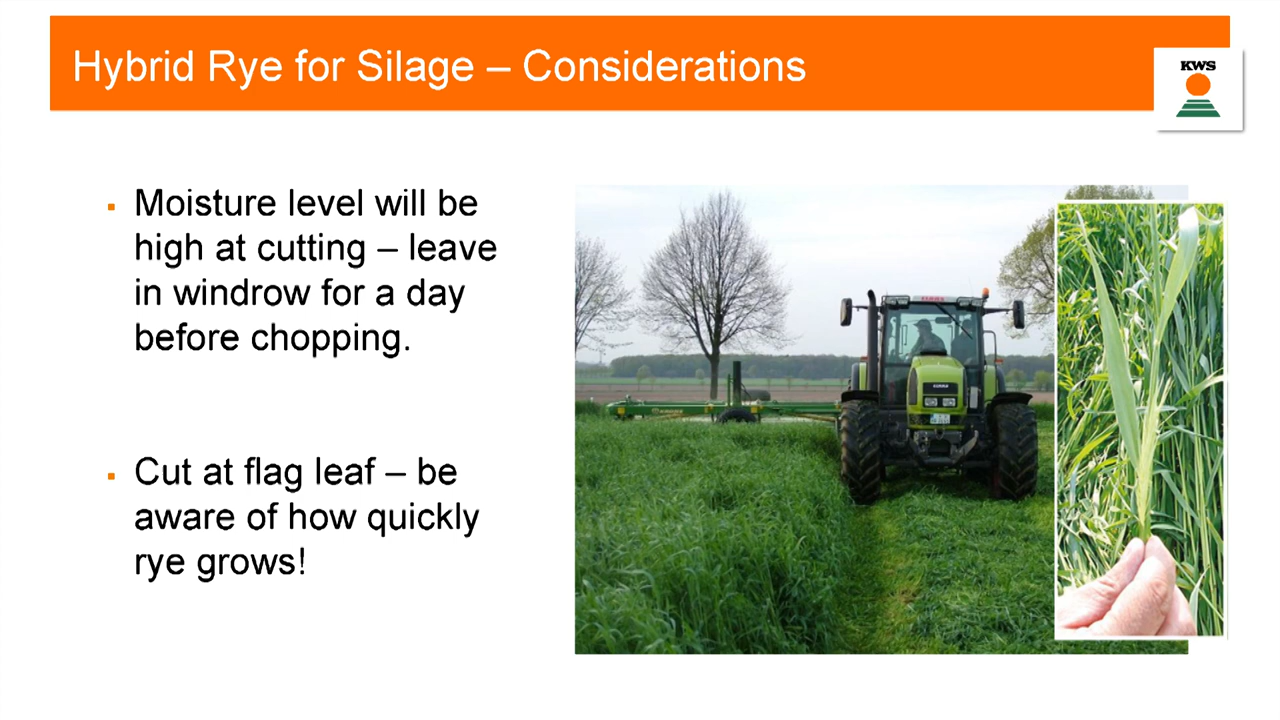 Hybrid Rye for Silage – Considerations
KWS
▪ Moisture level will be
high at cutting – leave
in windrow for a day
before chopping.
▪ Cut at flag leaf – be
aware of how quickly
rye grows!
CLAAS